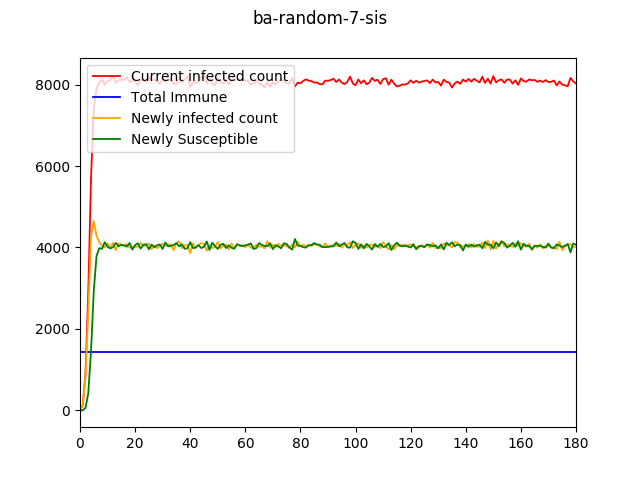 ba-random-7-sis
Current infected count
Total Immune
Newly infected count
Newly Susceptible
8000
6000
4000
2000
0
0 20 40 60 80 100 120 140 160 180